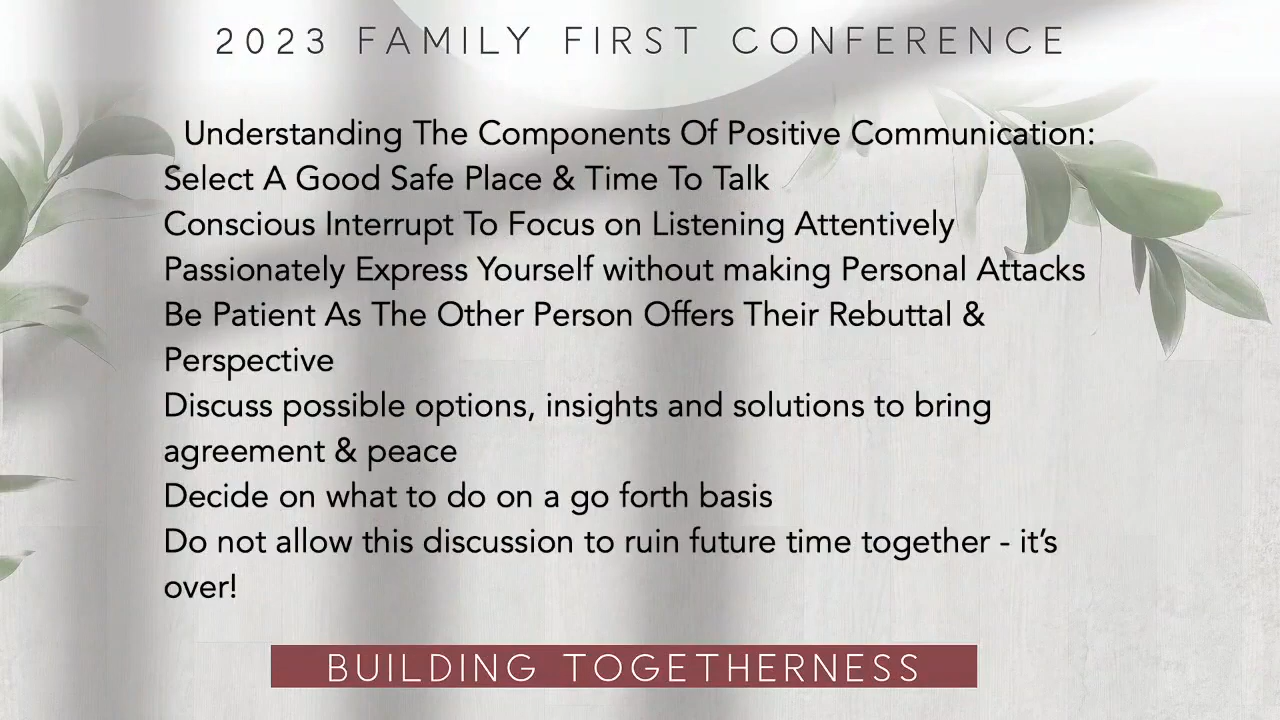 2023 FAMILY FIRST CONFERENCE
Understanding The Components Of Positive Communication:
Select A Good Safe Place & Time To Talk
Conscious Interrupt To Focus on Listening Attentively
Passionately Express Yourself without making Personal Attacks
Be Patient As The Other Person Offers Their Rebuttal &
Perspective
Discuss possible options, insights and solutions to bring
agreement & peace
Decide on what to do on a go forth basis
Do not allow this discussion to ruin future time together - it’s
over!
BUILDING TOGETHERNESS